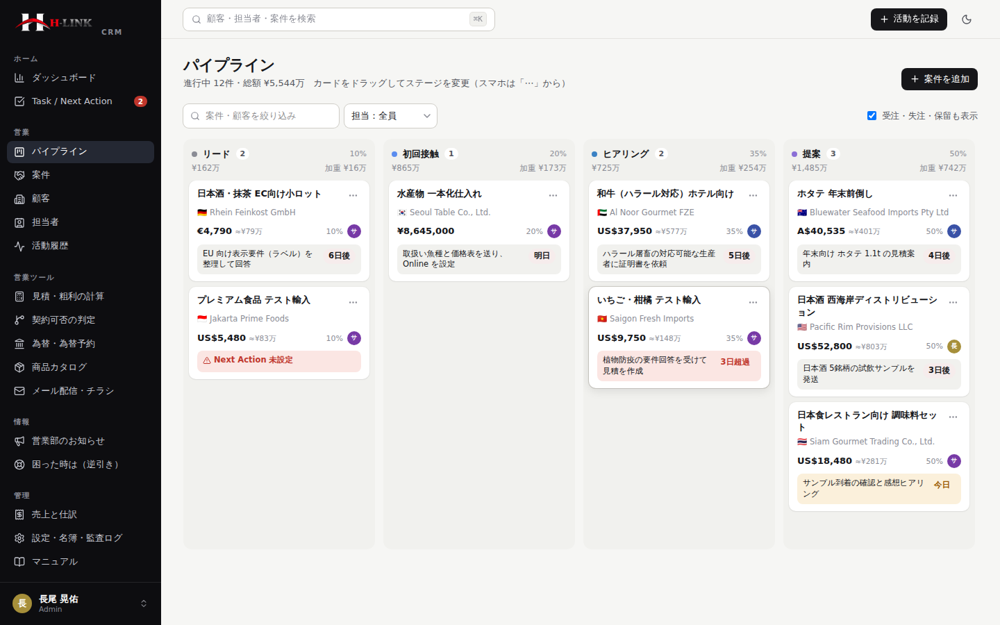 H-LINK CRM
ホーム
ダッシュボード
Task / Next Action 2
営業
パイプライン
案件
顧客
担当者
活動履歴
営業ツール
見積・粗利の計算
契約可否の判定
為替・為替予約
商品カタログ
メール配信・チラシ
情報
営業部のお知らせ
困った時は（逆引き）
管理
売上と仕訳
設定・名簿・監査ログ
マニュアル
長 長尾 晃佑
Admin
顧客・担当者・案件を検索 ⌘K
活動を記録
パイプライン
進行中 12件・総額 ¥5,544万 カードをドラッグしてステージを変更（スマホは「⋯」から）
案件を追加
案件・顧客を絞り込み
担当：全員
受注・失注・保留も表示
リード 2 10%
¥162万 加重 ¥16万
日本酒・抹茶 EC向け小ロット
🇩🇪 Rhein Feinkost GmbH
€4,790 ≈¥79万 10% サ
EU 向け表示要件（ラベル）を
整理して回答
6日後
プレミアム食品 テスト輸入
🇮🇩 Jakarta Prime Foods
US$5,480 ≈¥83万 10% サ
Next Action 未設定
初回接触 1 20%
¥865万 加重 ¥173万
水産物 一本化仕入れ
🇰🇷 Seoul Table Co., Ltd.
¥8,645,000 20% サ
取扱い魚種と価格表を送り、
Online を設定
明日
ヒアリング 2 35%
¥725万 加重 ¥254万
和牛（ハラール対応）ホテル向け
🇦🇪 Al Noor Gourmet FZE
US$37,950 ≈¥577万 35% サ
ハラール屠畜の対応可能な生産
者に証明書を依頼
5日後
いちご・柑橘 テスト輸入
🇻🇳 Saigon Fresh Imports
US$9,750 ≈¥148万 35% サ
植物防疫の要件回答を受けて
見積を作成
3日超過
提案 3 50%
¥1,485万 加重 ¥742万
ホタテ 年末前倒し
🇦🇺 Bluewater Seafood Imports Pty Ltd
A$40,535 ≈¥401万 50% サ
年末向け ホタテ 1.1t の見積案
内
4日後
日本酒 西海岸ディストリビューシ
ョン
🇺🇸 Pacific Rim Provisions LLC
US$52,800 ≈¥803万 50% 長
日本酒 5銘柄の試飲サンプルを
発送
3日後
日本食レストラン向け 調味料セッ
ト
🇹🇭 Siam Gourmet Trading Co., Ltd.
US$18,480 ≈¥281万 50% サ
サンプル到着の確認と感想ヒアリ
ング
今日